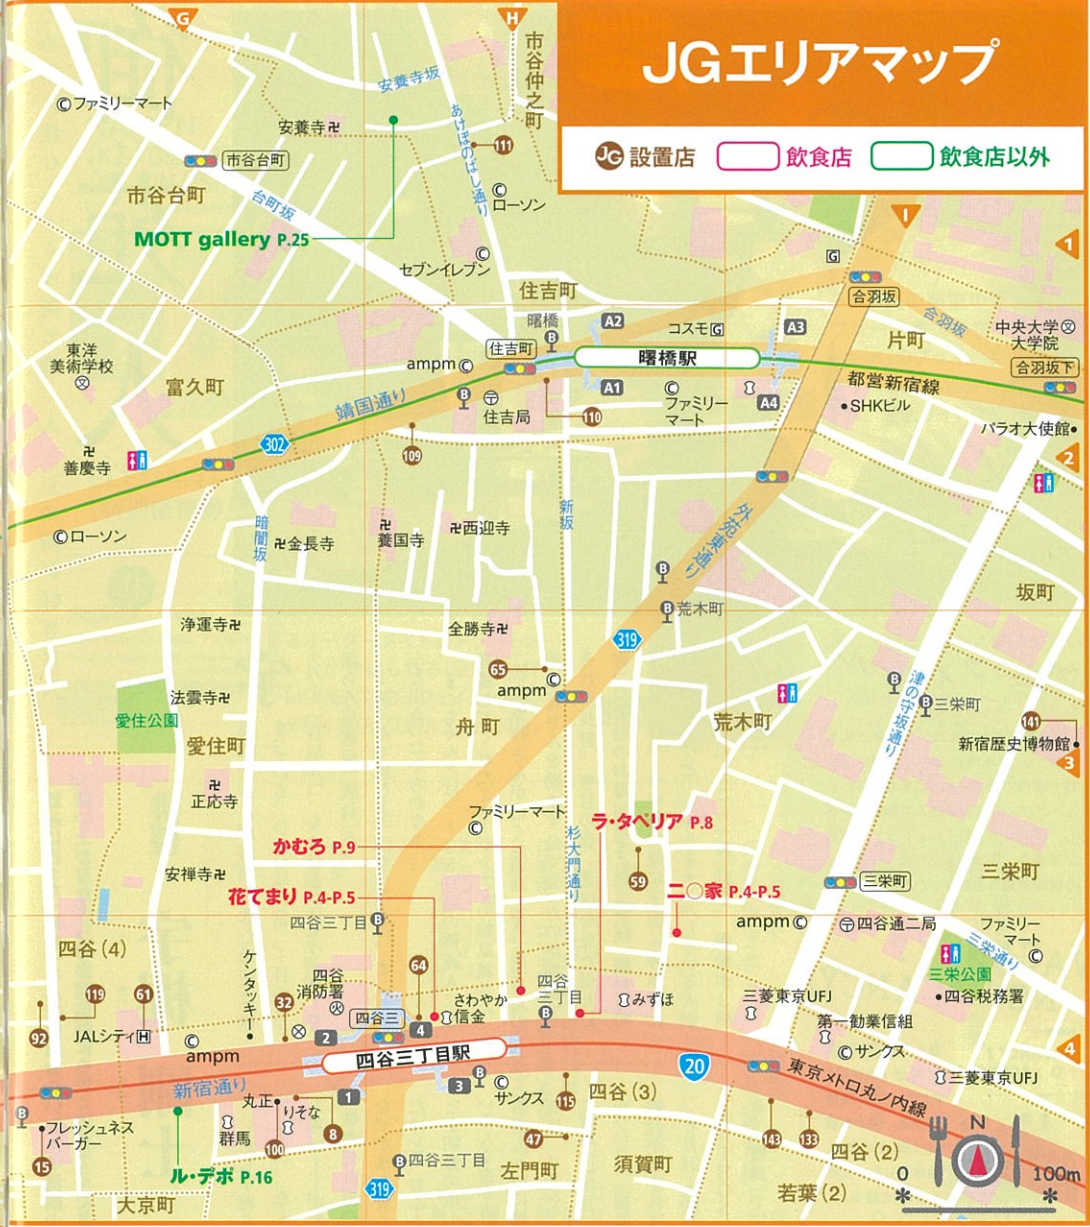 JGエリアマップ
JG 設置店
飲食店
飲食店以外
G
H
I
1
2
3
4
市谷仲之町
安養寺坂
あけぼのばし通り
ファミリーマート
安養寺
111
市谷台町
市谷台町
台町坂
ローソン
MOTT gallery P.25
セブンイレブン
住吉町
曙橋
A2
コスモ
G
A3
G
合羽坂
合羽坂
片町
中央大学
大学院
合羽坂下
東洋
美術学校
ampm
住吉町
曙橋駅
都営新宿線
富久町
靖国通り
住吉局
A1
110
ファミリー
マート
A4
SHKビル
パラオ大使館
302
109
善慶寺
ローソン
暗闇坂
金長寺
養国寺
西迎寺
新坂
外苑東通り
荒木町
坂町
浄運寺
全勝寺
319
65
ampm
法雲寺
愛住公園
愛住町
舟町
荒木町
津の守坂通り
三栄町
141
新宿歴史博物館
正応寺
ファミリーマート
ラ・タベリア P.8
かむろ P.9
杉大門通り
安禅寺
花てまり P.4-P.5
59
二〇家 P.4-P.5
三栄町
三栄町
四谷三丁目
ampm
四谷通二局
ファミリー
マート
三栄通り
三栄公園
四谷税務署
四谷(4)
ケンタッキー
四谷
消防署
64
四谷
三丁目
みずほ
三菱東京UFJ
119
61
32
さわやか
信金
92
JALシティ
H
四谷三
4
2
第一勧業信組
サンクス
ampm
四谷三丁目駅
20
東京メトロ丸ノ内線
三菱東京UFJ
新宿通り
3
1
サンクス
115
四谷(3)
フレッシュネス
バーガー
15
丸正
りそな
群馬
100
8
47
143
133
四谷(2)
ル・デポ P.16
319
四谷三丁目
左門町
須賀町
若葉(2)
大京町
N
0
100m